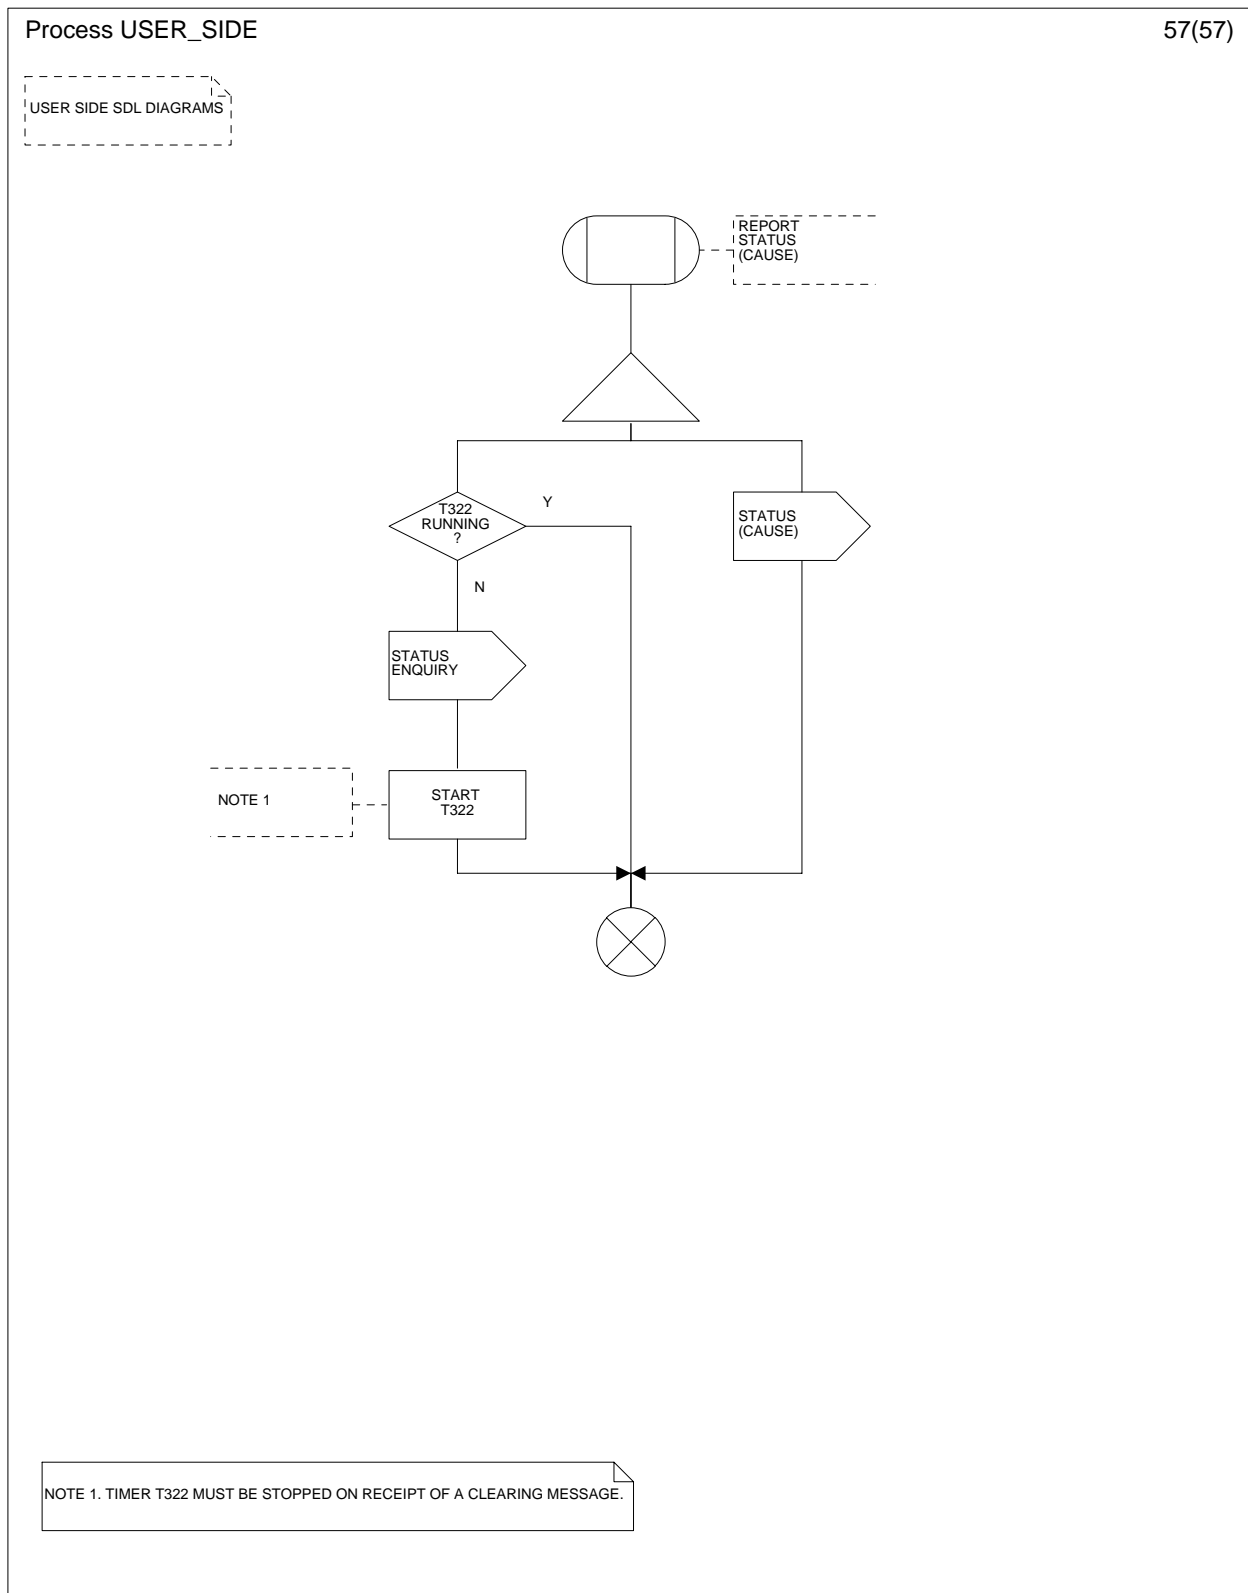 Process USER_SIDE
57(57)
USER SIDE SDL DIAGRAMS
REPORT
STATUS
(CAUSE)
T322
RUNNING
?
Y
STATUS
(CAUSE)
N
STATUS
ENQUIRY
NOTE 1
START
T322
NOTE 1. TIMER T322 MUST BE STOPPED ON RECEIPT OF A CLEARING MESSAGE.